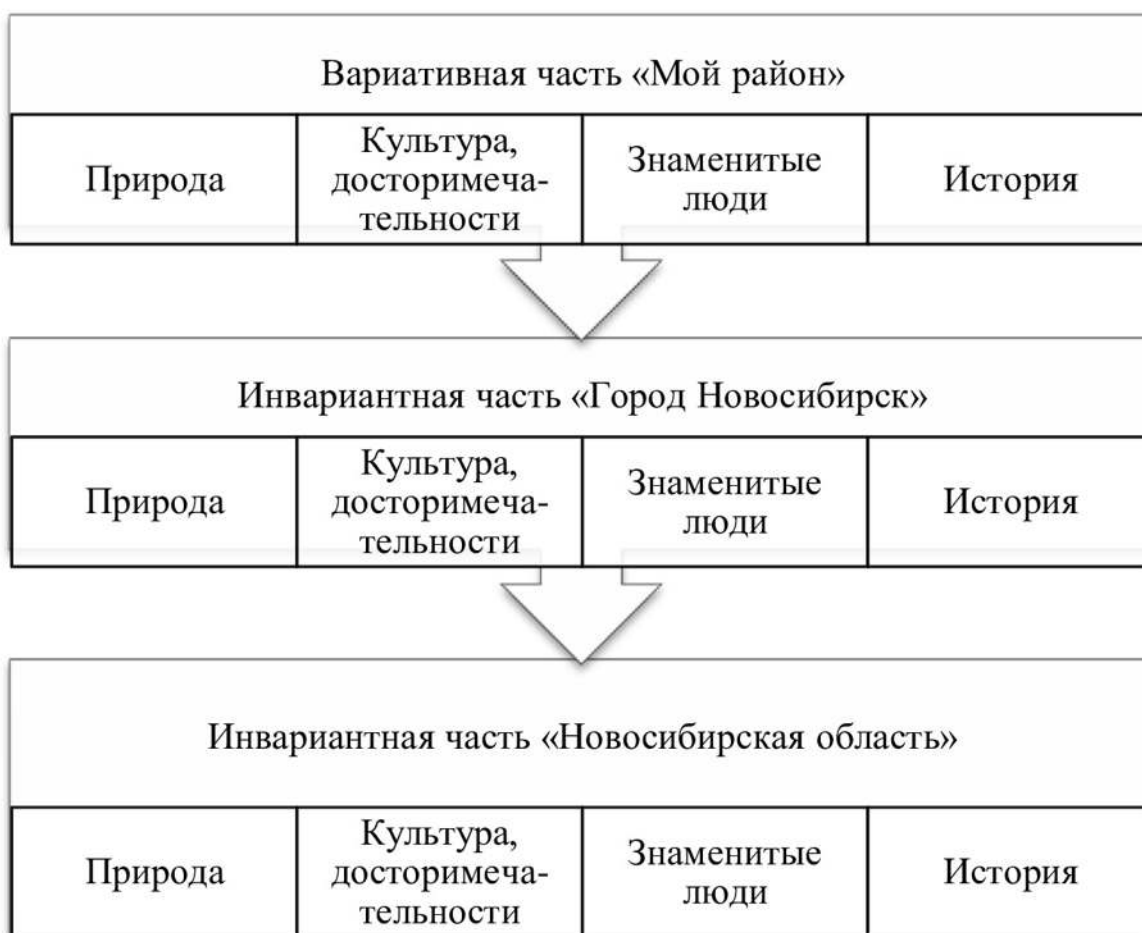 Вариативная часть «Мой район»
Природа
Культура,
досторимеча-
тельности
Знаменитые
люди
История
Инвариантная часть «Город Новосибирск»
Природа
Культура,
досторимеча-
тельности
Знаменитые
люди
История
Инвариантная часть «Новосибирская область»
Природа
Культура,
досторимеча-
тельности
Знаменитые
люди
История